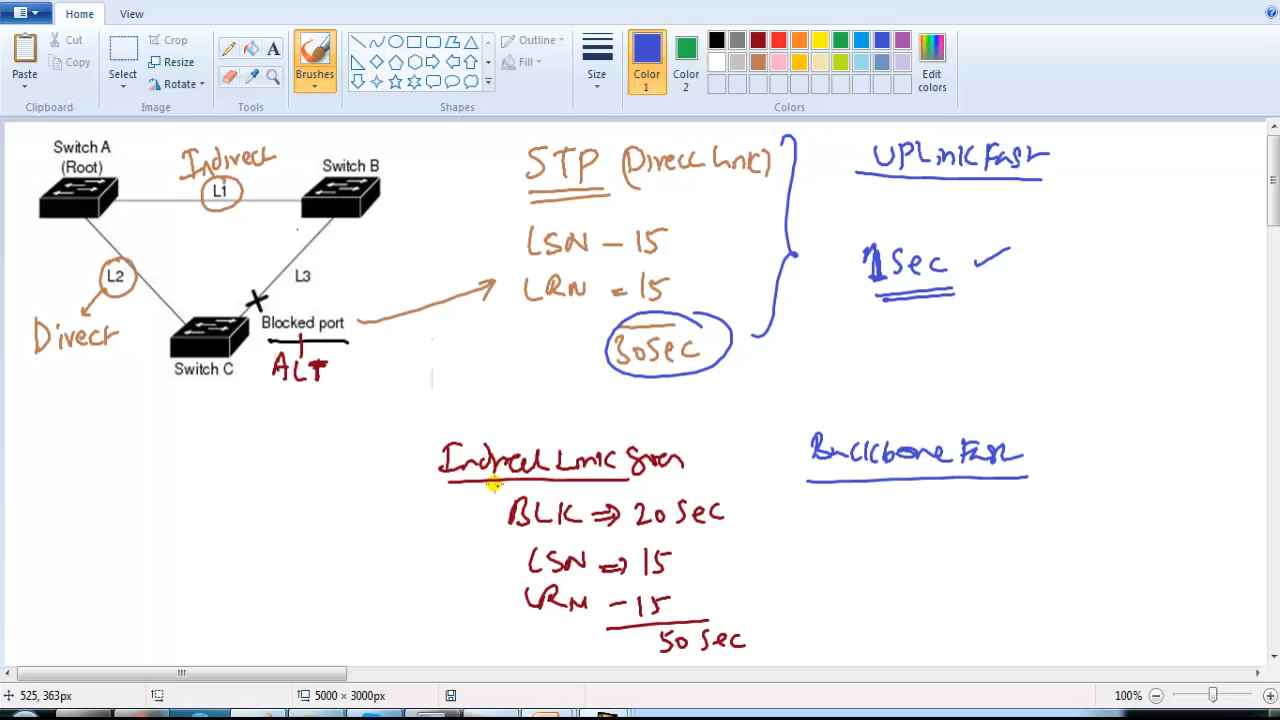 Home
View
Paste
Cut
Copy
Clipboard
Select
Crop
Resize
Rotate
Image
A
Tools
Brushes
Outline
Fill
Shapes
Size
Color 1
Color 2
Edit colors
Colors
Switch A
(Root)
Indirect
L1
Switch B
L2
L3
Direct
Blocked port
Switch C
ALT
STP (Direct Link)
LSN - 15
LRN = 15
30Sec
UPLinkFast
1Sec
Indirect Link
BLK ⇒ 20 Sec
LSN ⇒ 15
LRN - 15
50 Sec
Backbone Fast
525, 363px
5000 × 3000px
100%